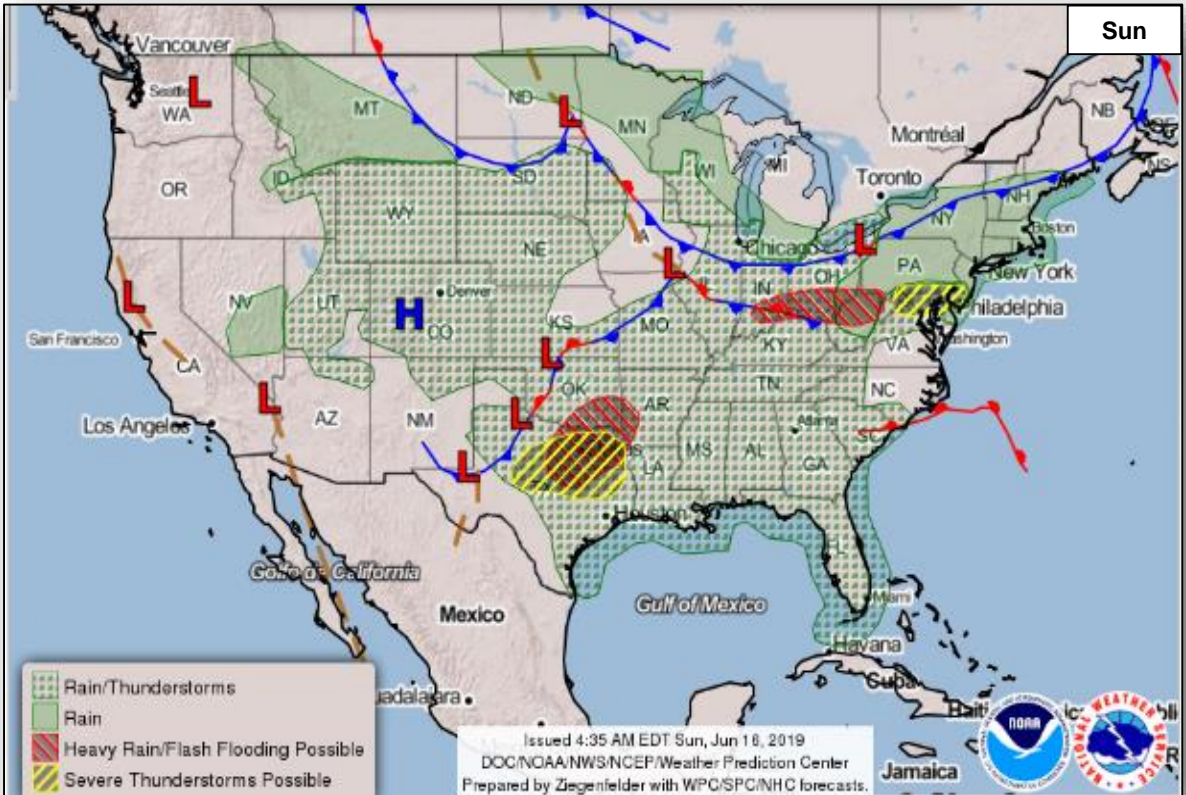 Sun
Vancouver
Seattle
L
WA
MT
ND
L
MN
Montréal
NB
NS
OR
ID
SD
WI
MI
Toronto
WY
NH
NY
Boston
NE
IA
L
Chicago
L
NV
UT
Denver
H
CO
L
IL
IN
OH
PA
New York
L
KS
MO
Philadelphia
San Francisco
CA
L
KY
VA
Washington
L
AZ
NM
L
OK
AR
TN
NC
Los Angeles
Atlanta
SC
L
LA
MS
AL
GA
Houston
FL
Golfo de California
Mexico
Gulf of Mexico
Miami
Havana
Cuba
Rain/Thunderstorms
Rain
Heavy Rain/Flash Flooding Possible
Severe Thunderstorms Possible
Issued 4:35 AM EDT Sun, Jun 16, 2019
DOC/NOAA/NWS/NCEP/Weather Prediction Center
Prepared by Ziegenfelder with WPC/SPC/NHC forecasts.
Jamaica
NOAA
NATIONAL WEATHER SERVICE